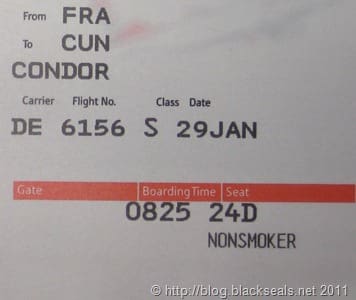 From FRA
To CUN
CONDOR
Carrier Flight No. Class Date
DE 6156 S 29JAN
Gate Boarding Time Seat
0825 24D
NONSMOKER
© http://blog.blackseals.net 2011